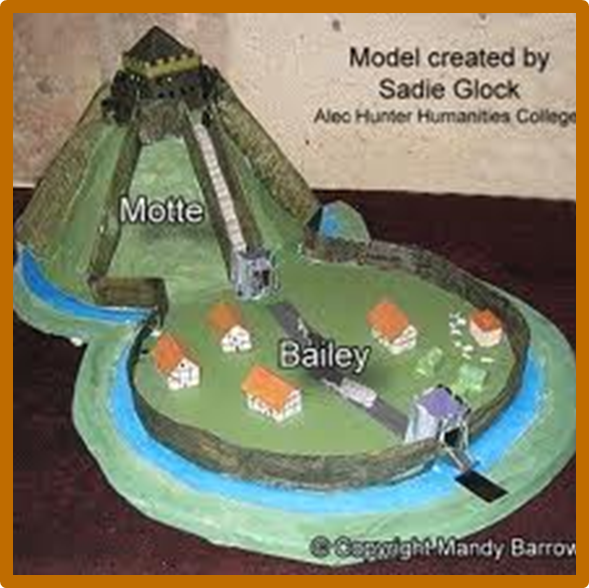 Model created by
Sadie Glock
Alec Hunter Humanities College
Motte
Bailey
© Copyright Mandy Barrow